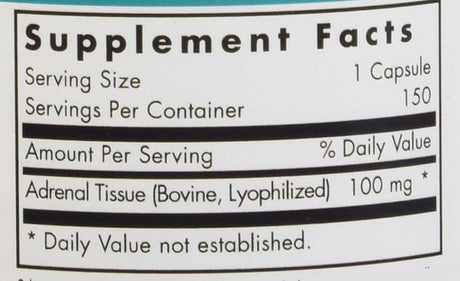 Supplement Facts
Serving Size 1 Capsule
Servings Per Container 150
Amount Per Serving % Daily Value
Adrenal Tissue (Bovine, Lyophilized) 100 mg *
* Daily Value not established.